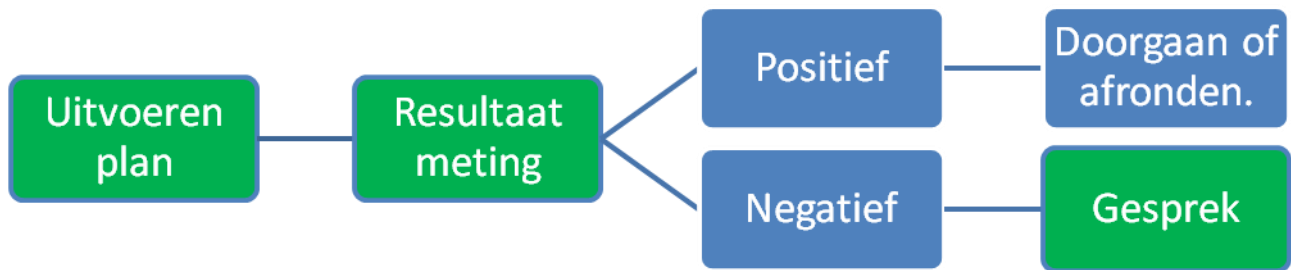 Uitvoeren
plan
Resultaat
meting
Positief
Doorgaan of
afronden.
Negatief
Gesprek